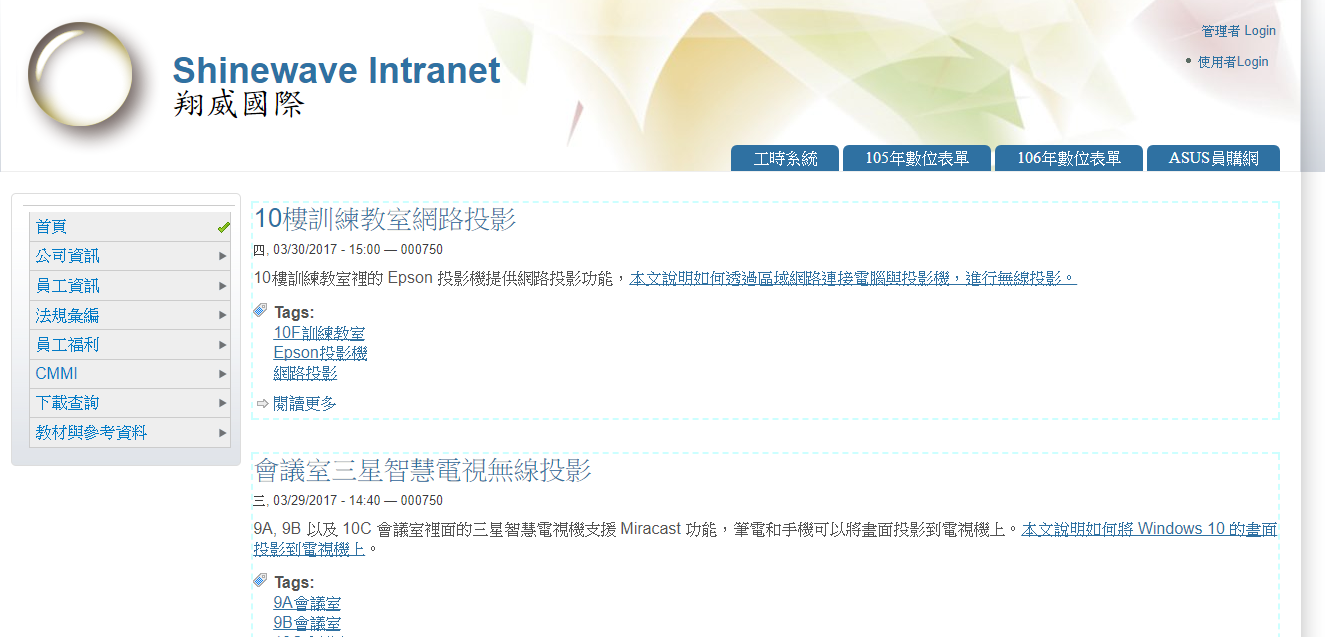 管理者 Login
使用者Login
Shinewave Intranet
翔威國際
工時系統
105年數位表單
106年數位表單
ASUS員購網
首頁
公司資訊
員工資訊
法規彙編
員工福利
CMMI
下載查詢
教材與參考資料
10樓訓練教室網路投影
四, 03/30/2017 - 15:00 — 000750
10樓訓練教室裡的 Epson 投影機提供網路投影功能，本文說明如何透過區域網路連接電腦與投影機，進行無線投影。
Tags:
10F訓練教室
Epson投影機
網路投影
閱讀更多
會議室三星智慧電視無線投影
三, 03/29/2017 - 14:40 — 000750
9A, 9B 以及 10C 會議室裡面的三星智慧電視機支援 Miracast 功能，筆電和手機可以將畫面投影到電視機上。本文說明如何將 Windows 10 的畫面
投影到電視機上。
Tags:
9A會議室
9B會議室